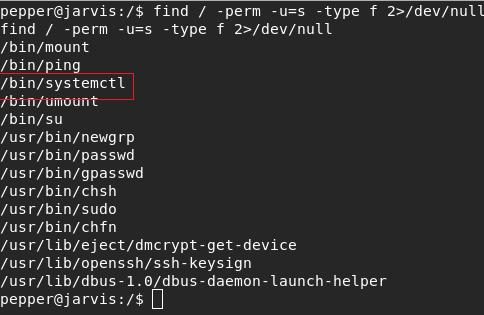 pepper@jarvis:/$ find / -perm -u=s -type f 2>/dev/null
find / -perm -u=s -type f 2>/dev/null
/bin/mount
/bin/ping
/bin/systemctl
/bin/umount
/bin/su
/usr/bin/newgrp
/usr/bin/passwd
/usr/bin/gpasswd
/usr/bin/chsh
/usr/bin/sudo
/usr/bin/chfn
/usr/lib/eject/dmcrypt-get-device
/usr/lib/openssh/ssh-keysign
/usr/lib/dbus-1.0/dbus-daemon-launch-helper
pepper@jarvis:/$